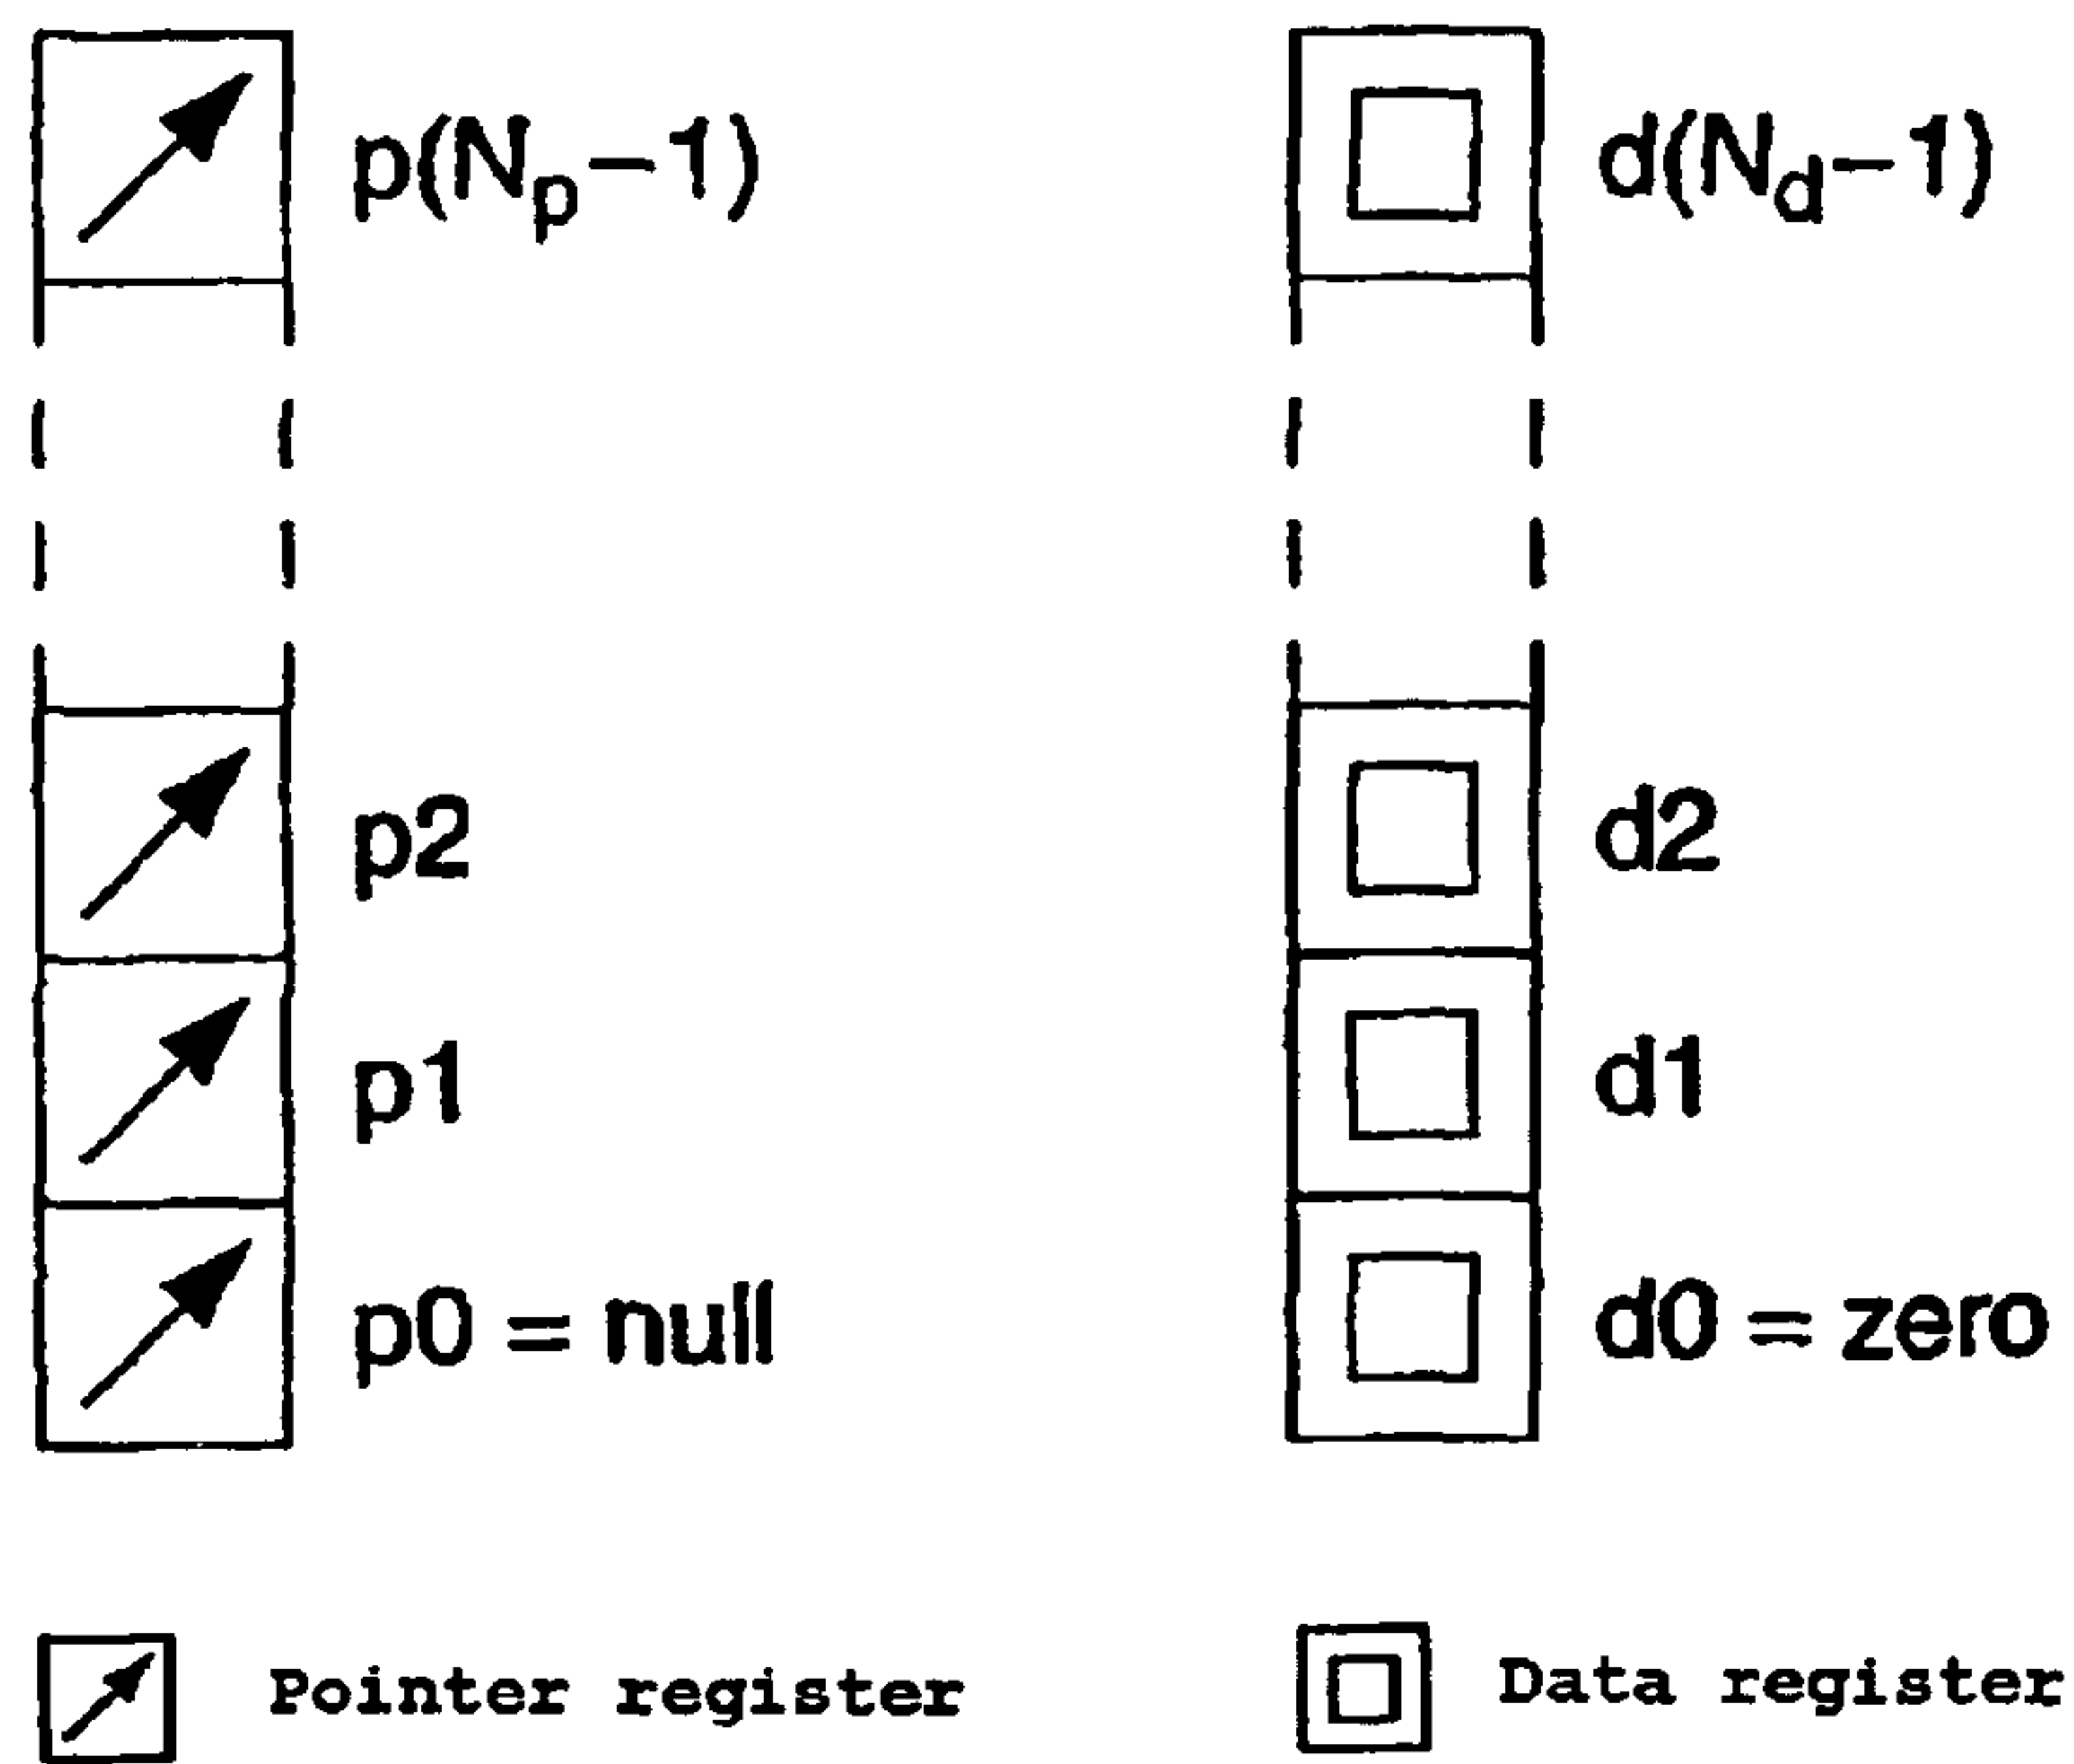 p(Np−1)
d(Nd−1)
p2
d2
p1
d1
p0 = null
d0 = zero
Pointer register
Data register